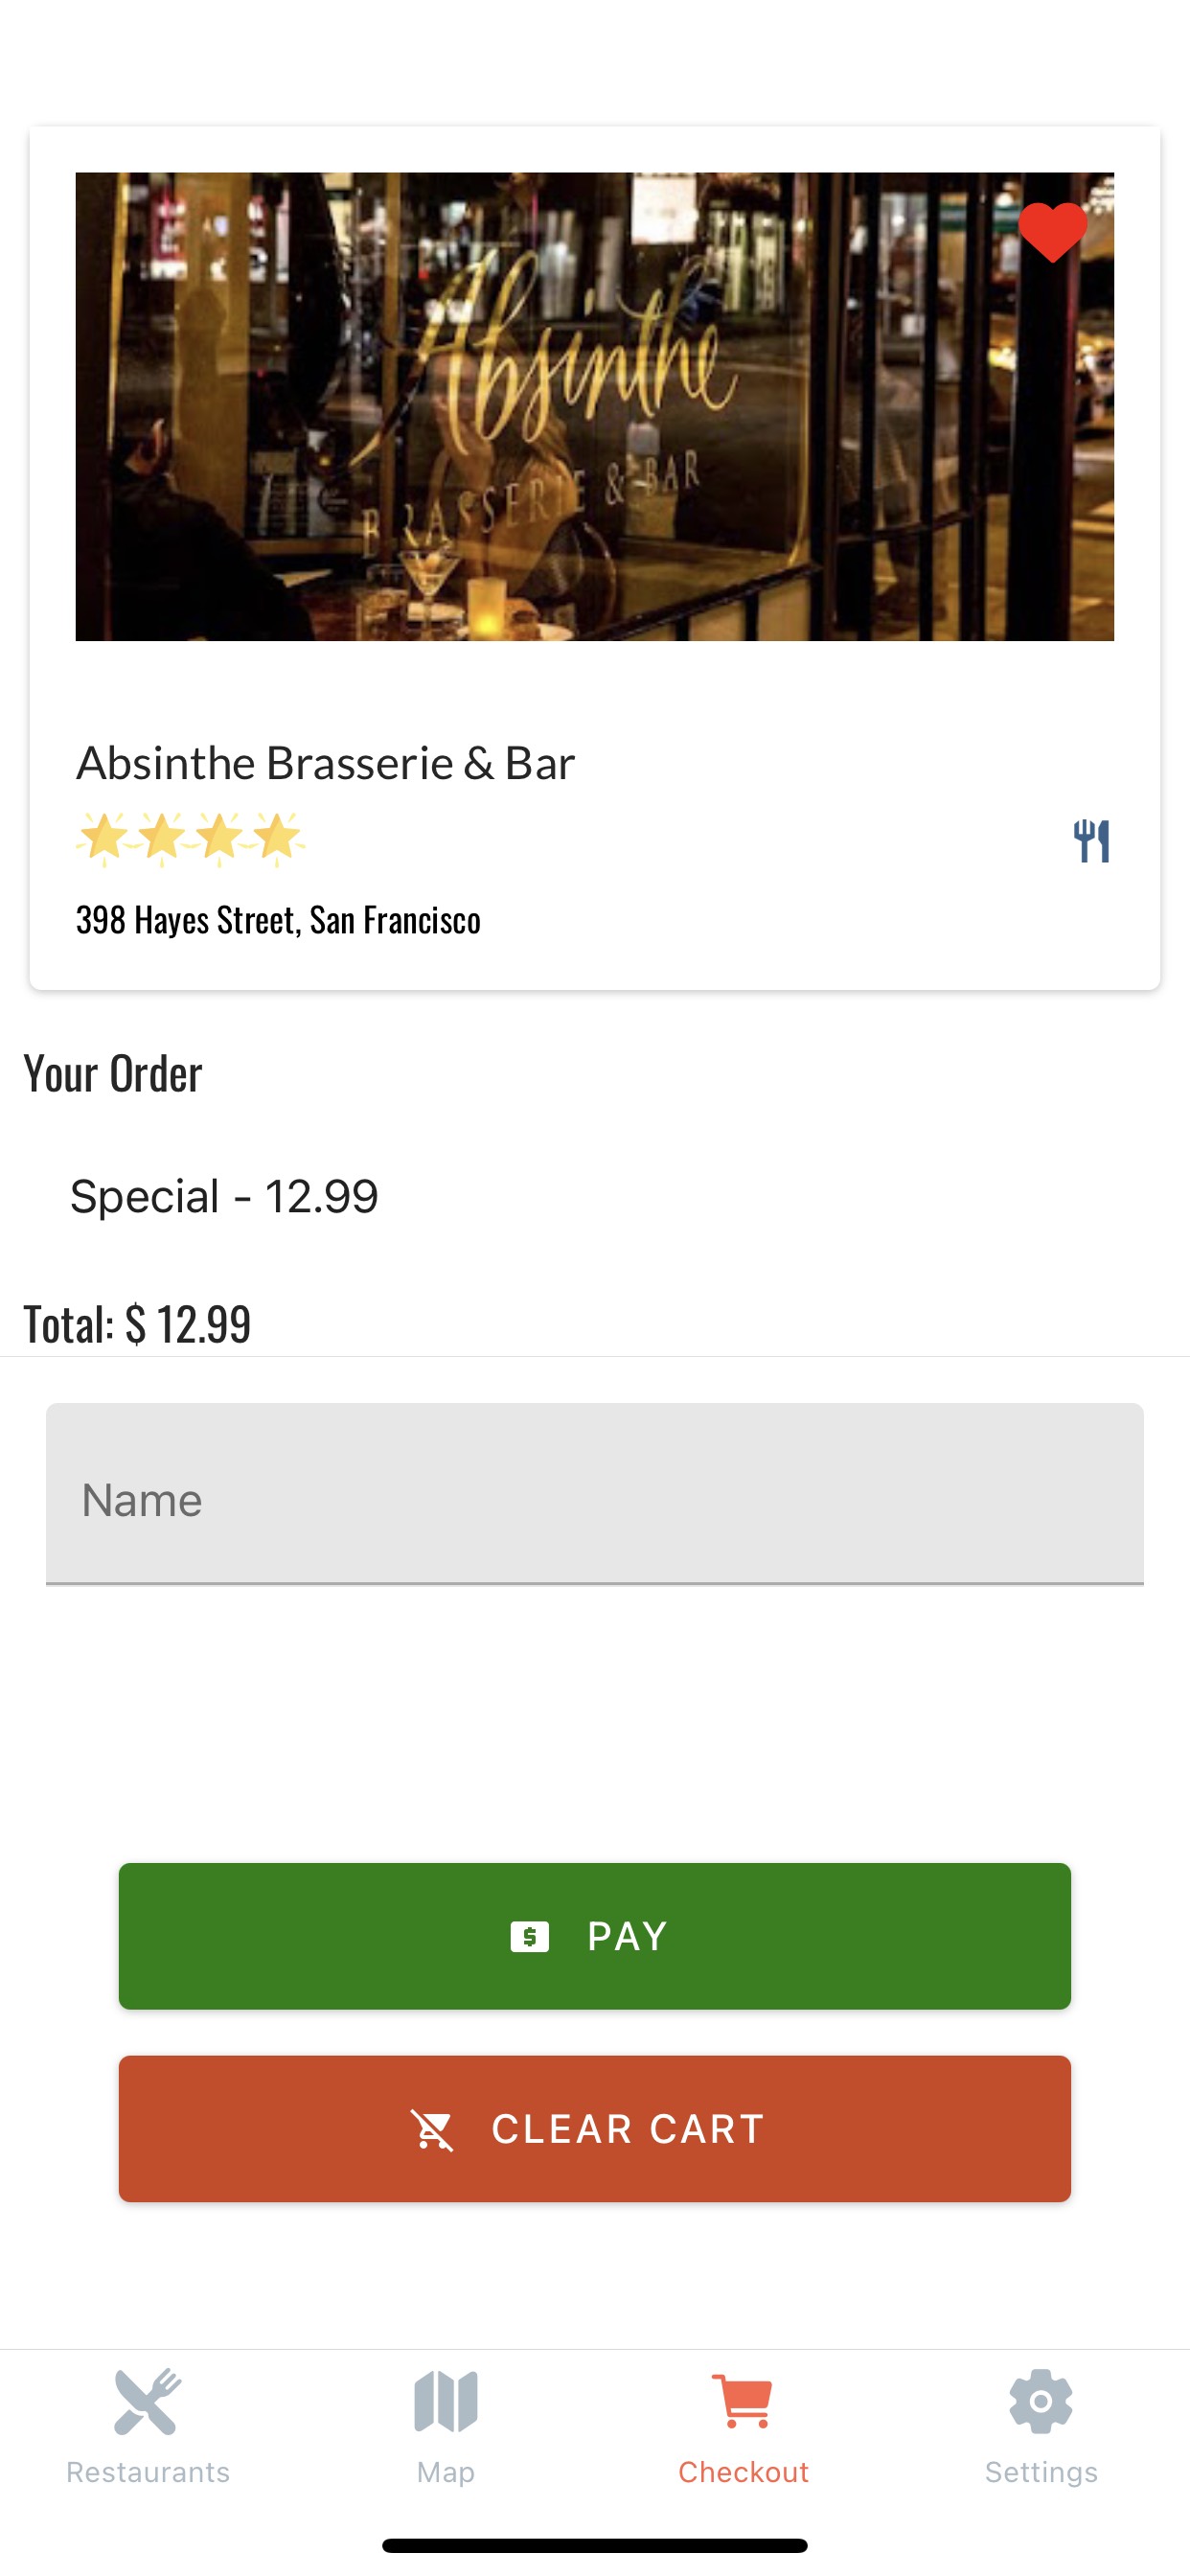 Absinthe
BRASSERIE & BAR
Absinthe Brasserie & Bar
398 Hayes Street, San Francisco
Your Order
Special - 12.99
Total: $ 12.99
Name
$ PAY
CLEAR CART
Restaurants
Map
Checkout
Settings